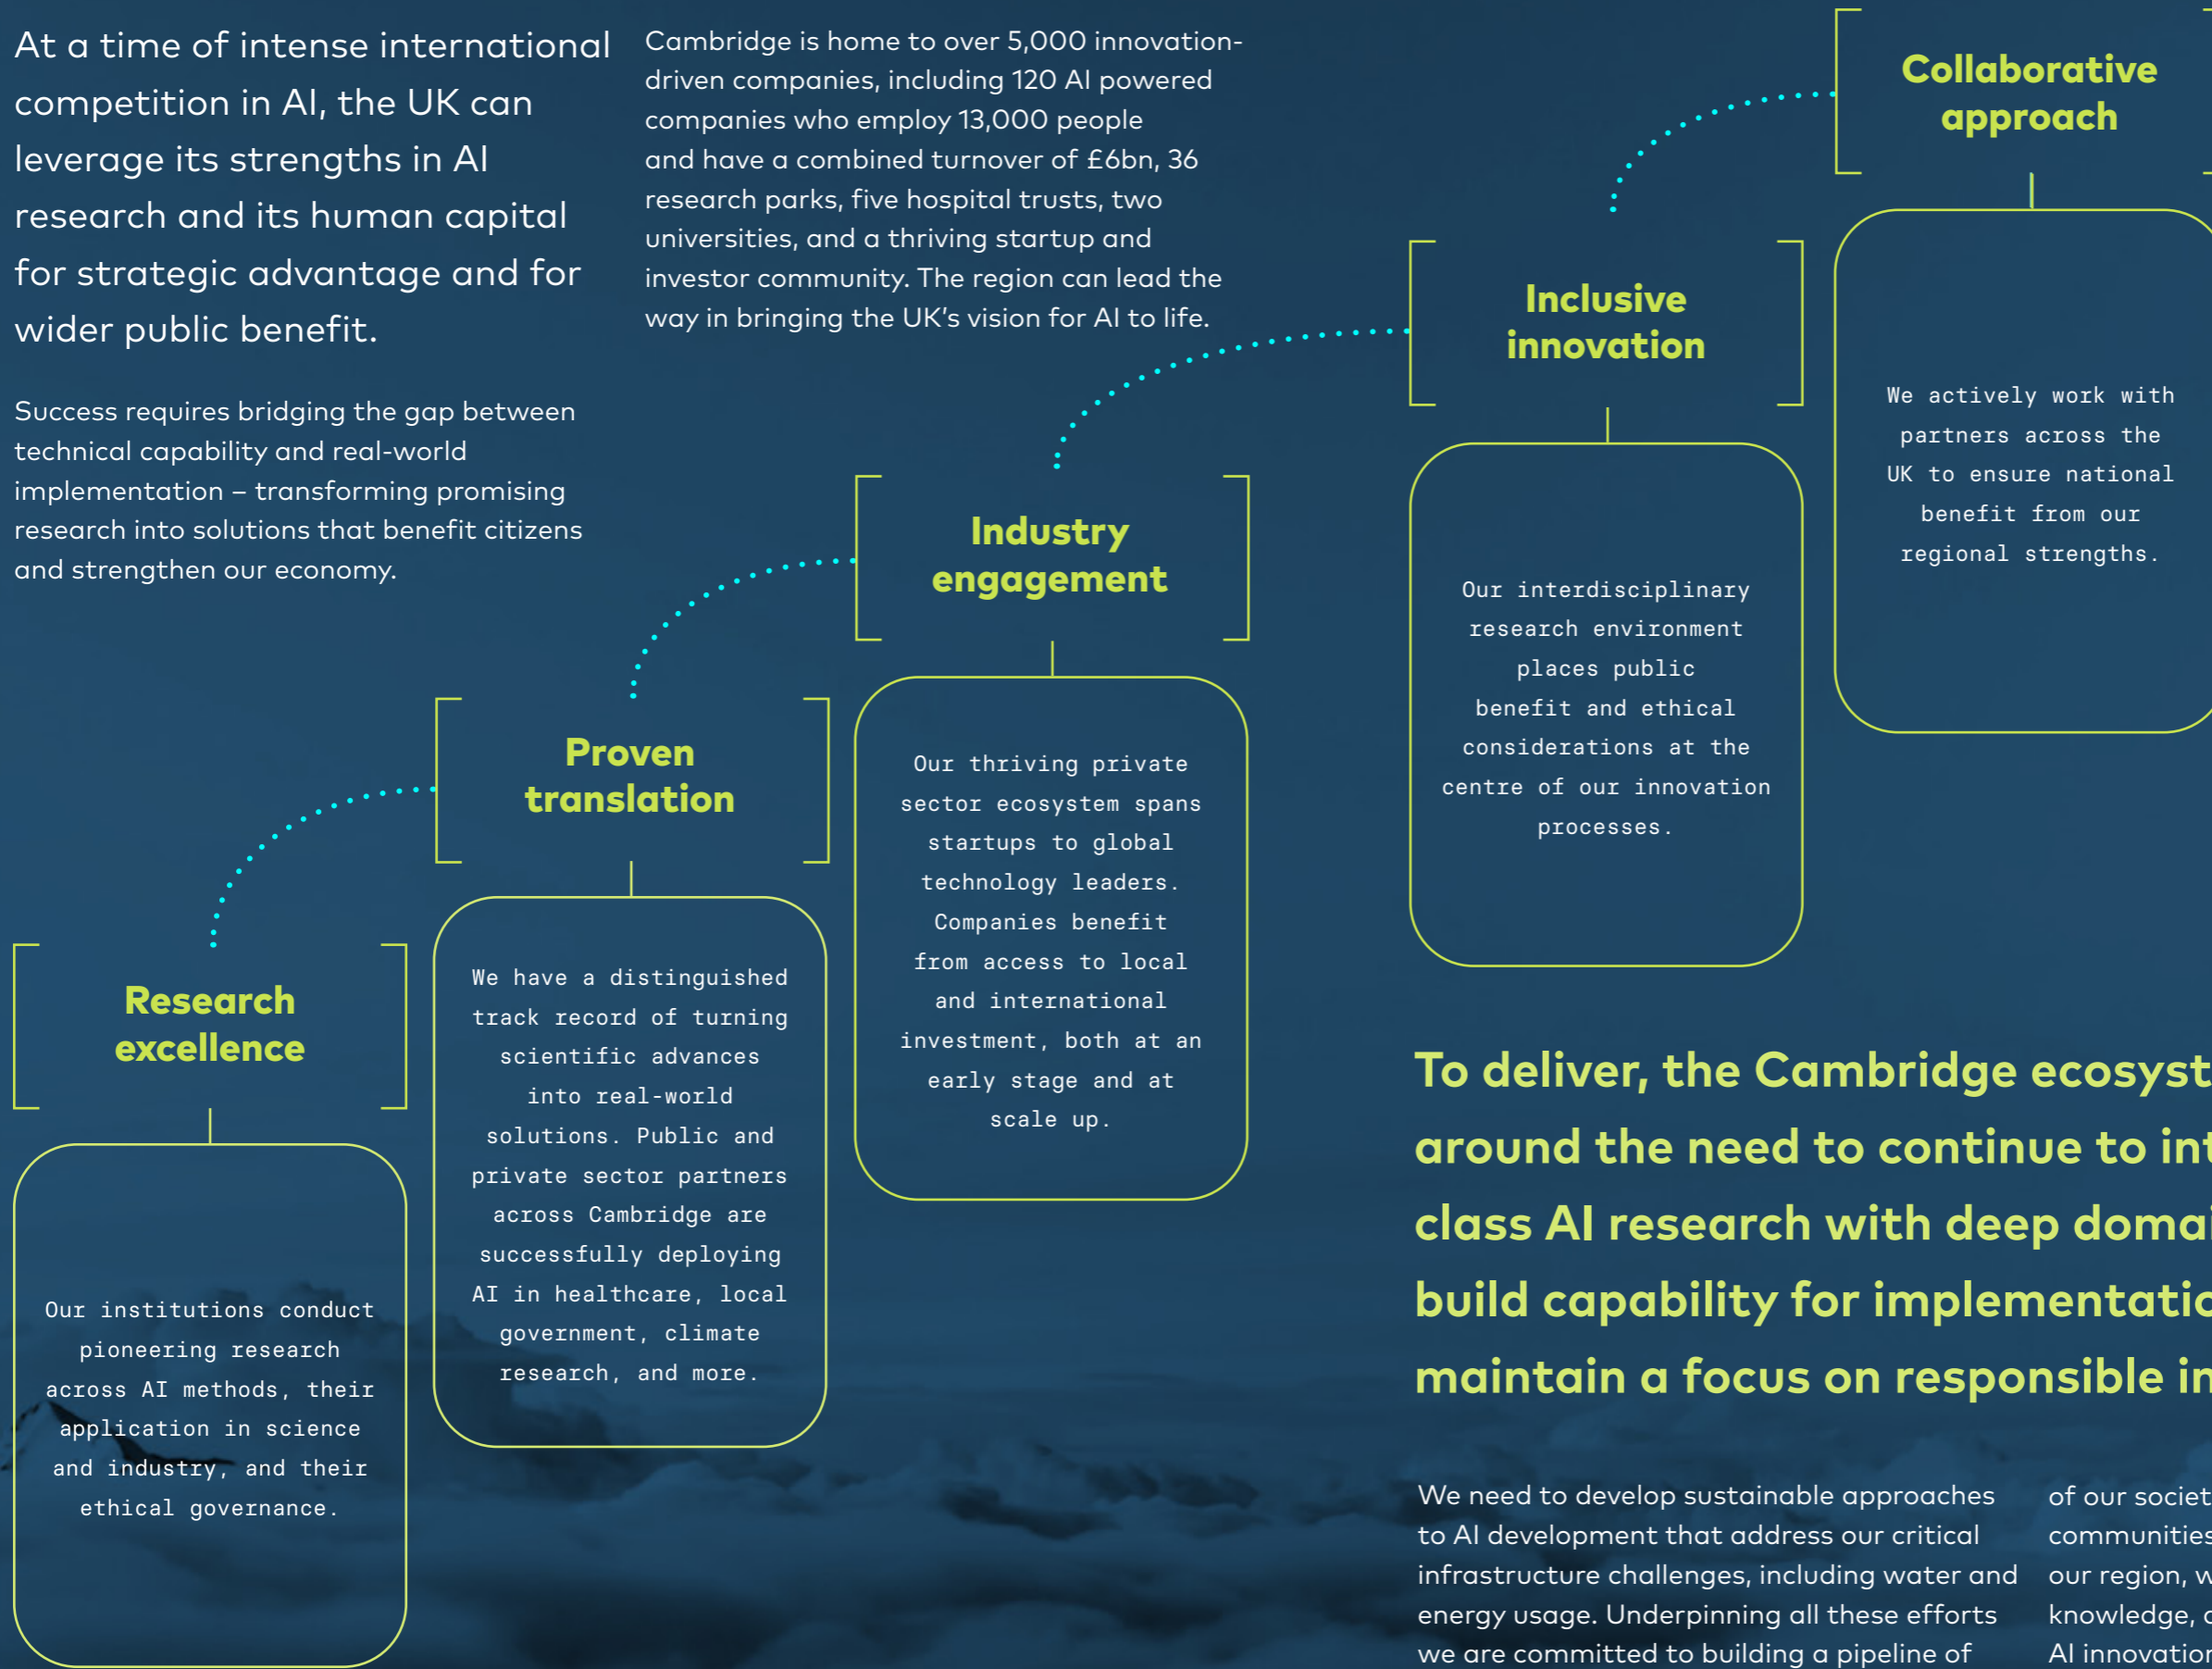 At a time of intense international
competition in AI, the UK can
leverage its strengths in AI
research and its human capital
for strategic advantage and for
wider public benefit.
Success requires bridging the gap between
technical capability and real-world
implementation – transforming promising
research into solutions that benefit citizens
and strengthen our economy.
Cambridge is home to over 5,000 innovation-
driven companies, including 120 AI powered
companies who employ 13,000 people
and have a combined turnover of £6bn, 36
research parks, five hospital trusts, two
universities, and a thriving startup and
investor community. The region can lead the
way in bringing the UK’s vision for AI to life.
Research
excellence
Our institutions conduct
pioneering research
across AI methods, their
application in science
and industry, and their
ethical governance.
Proven
translation
We have a distinguished
track record of turning
scientific advances
into real-world
solutions. Public and
private sector partners
across Cambridge are
successfully deploying
AI in healthcare, local
government, climate
research, and more.
Industry
engagement
Our thriving private
sector ecosystem spans
startups to global
technology leaders.
Companies benefit
from access to local
and international
investment, both at an
early stage and at
scale up.
Inclusive
innovation
Our interdisciplinary
research environment
places public
benefit and ethical
considerations at the
centre of our innovation
processes.
Collaborative
approach
We actively work with
partners across the
UK to ensure national
benefit from our
regional strengths.
To deliver, the Cambridge
around the need to continue to
class AI research with deep
build capability for
maintain a focus on responsible
We need to develop sustainable approaches
to AI development that address our critical
infrastructure challenges, including water and
energy usage. Underpinning all these efforts
we are committed to building a pipeline of
of our
communities
our region,
knowledge,
AI innovation